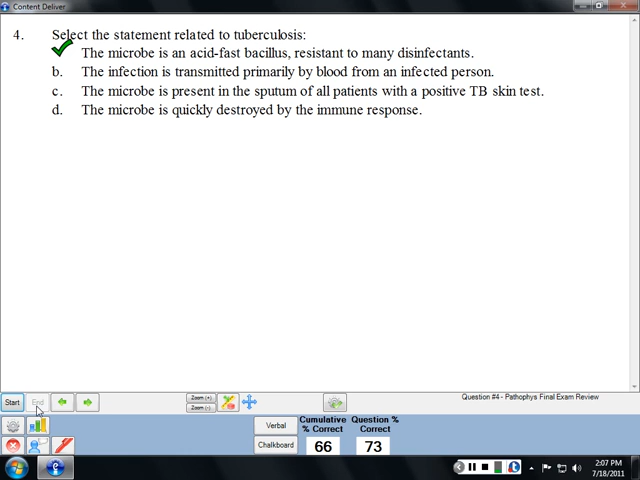 Content Deliver
4. Select the statement related to tuberculosis:
The microbe is an acid-fast bacillus, resistant to many disinfectants.
b. The infection is transmitted primarily by blood from an infected person.
c. The microbe is present in the sputum of all patients with a positive TB skin test.
d. The microbe is quickly destroyed by the immune response.
Start End Zoom (+) Question #4 - Pathophys Final Exam Review
Zoom (-)
Verbal Cumulative Question %
% Correct Correct
Chalkboard 66 73
2:07 PM
7/18/2011